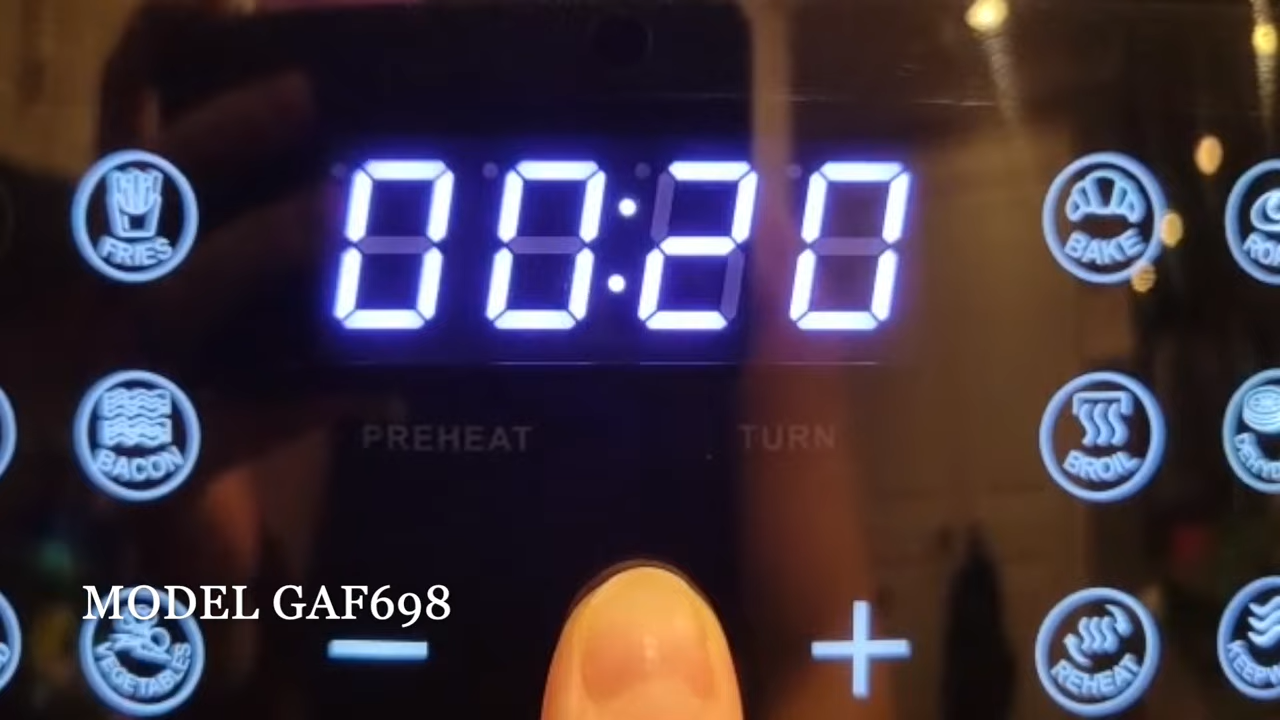 00:20
FRIES
BAKE
PREHEAT
TURN
BACON
BROIL
MODEL GAF698
VEGETABLES
REHEAT